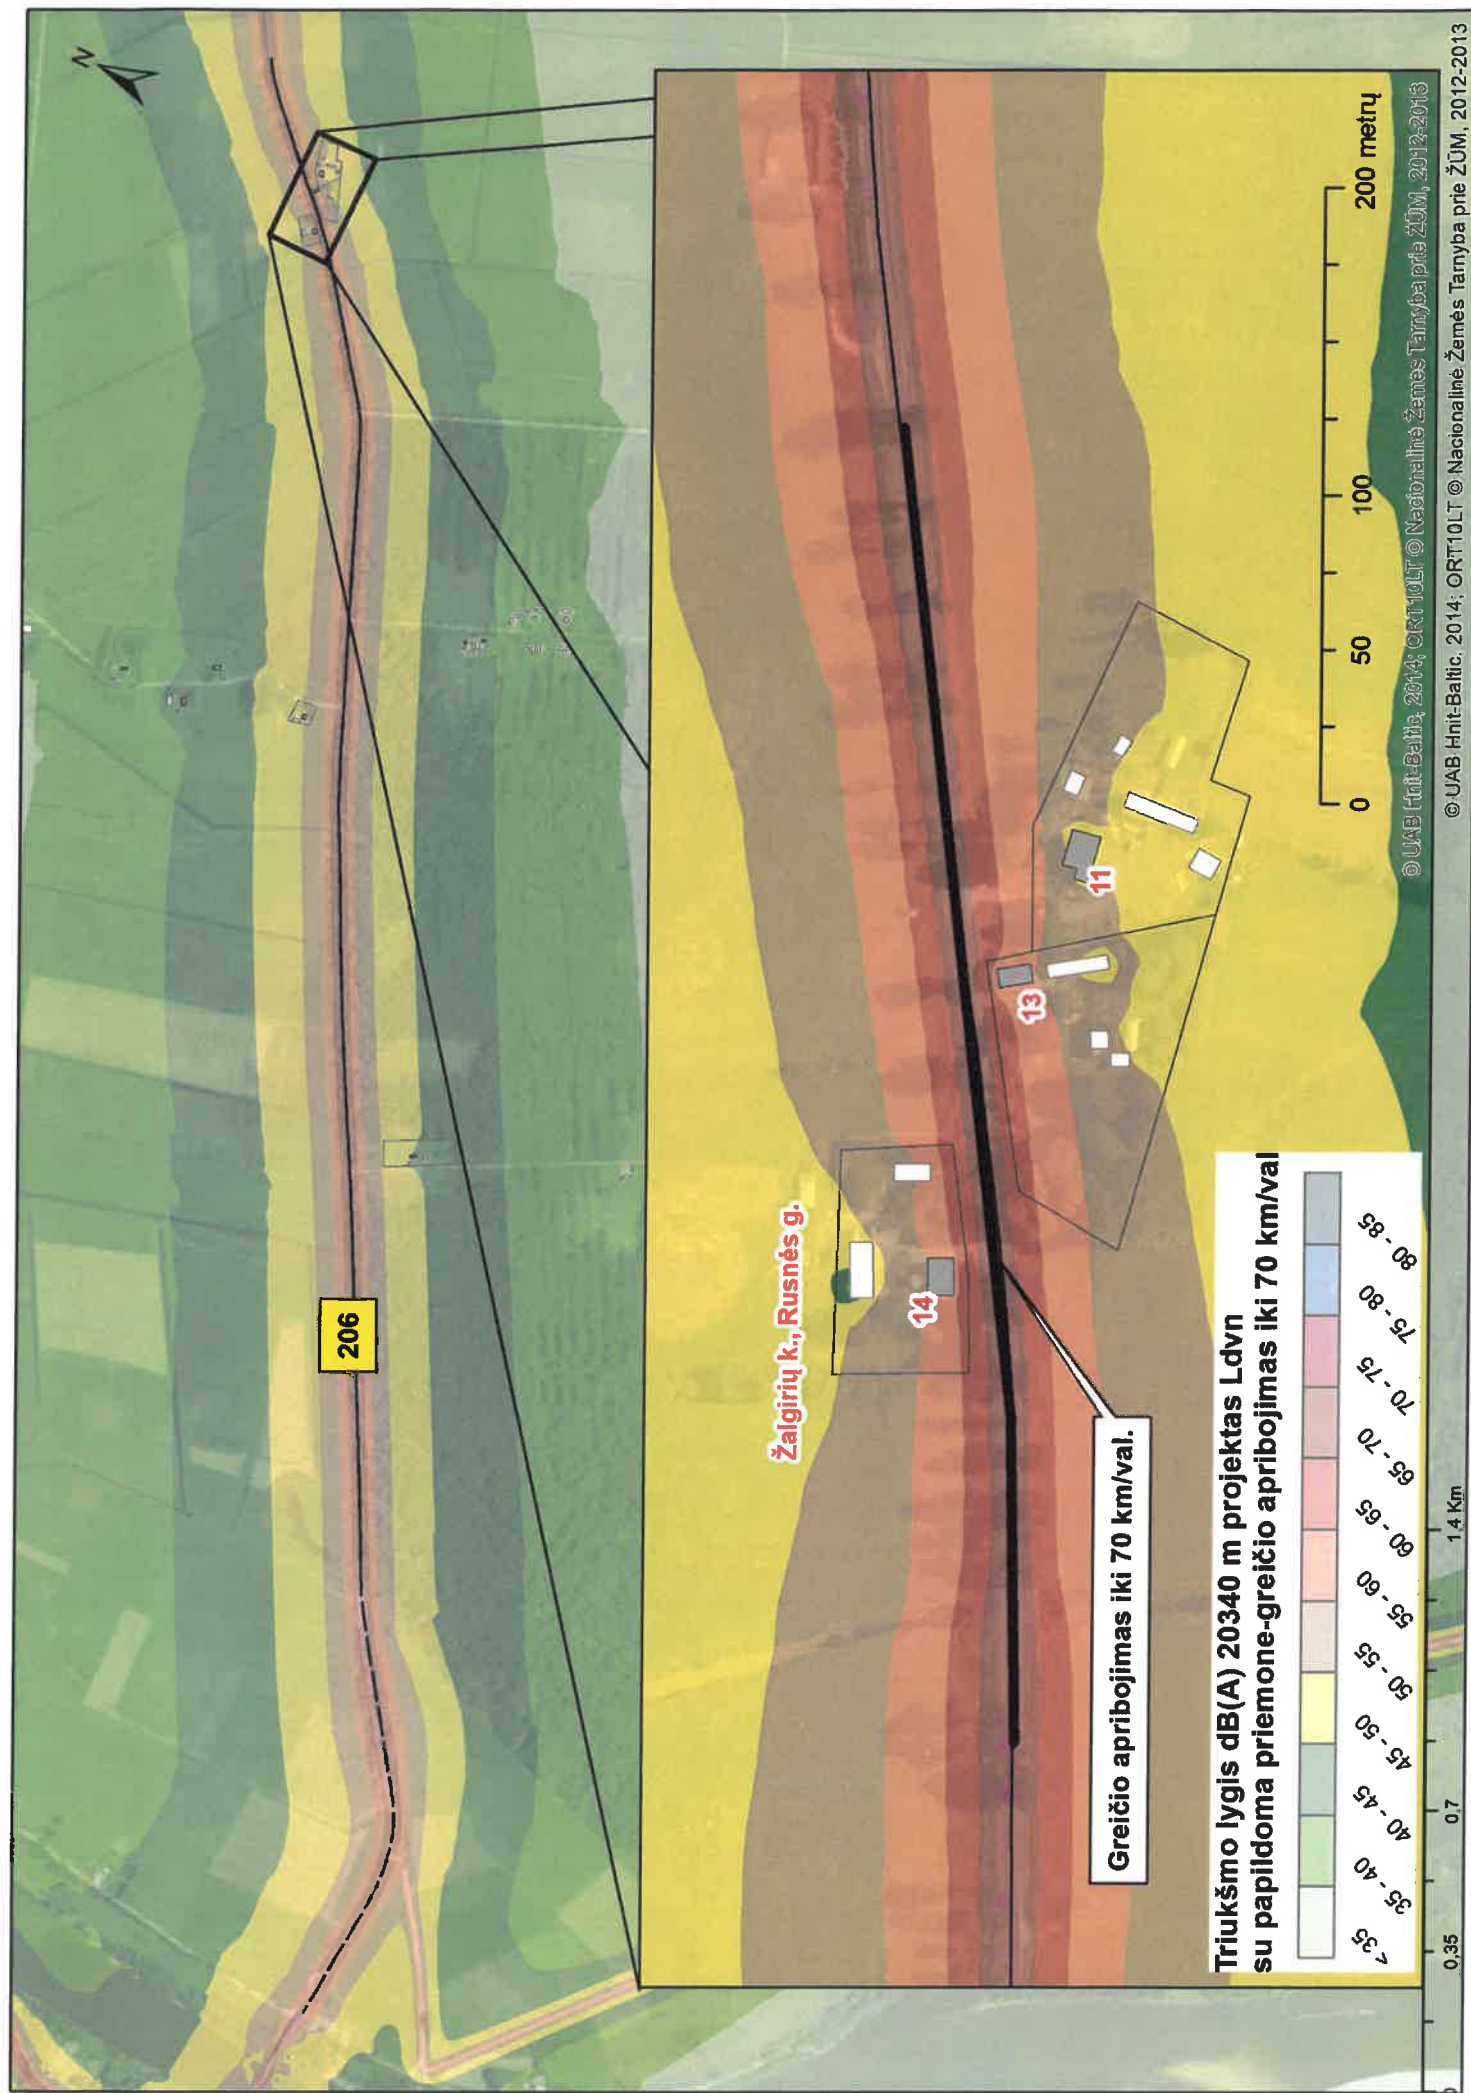 N
206
Žalgirių k., Rusnės g.
14
13
11
Greičio apribojimas iki 70 km/val.
0 50 100 200 metrų
Triukšmo lygis dB(A) 20340 m projektas Ldvn
su papildoma priemone-greičio apribojimas iki 70 km/val
< 35
35 - 40
40 - 45
45 - 50
50 - 55
55 - 60
60 - 65
65 - 70
70 - 75
75 - 80
80 - 85
© UAB Hnit-Baltic, 2014; ORT10LT © Nacionalinė Žemės Tarnyba prie ŽŪM, 2012-2013
0 0,35 0,7 1,4 Km
© UAB Hnit-Baltic, 2014; ORT10LT © Nacionalinė Žemės Tarnyba prie ŽŪM, 2012-2013